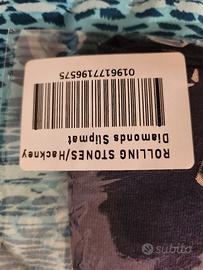 ROLLING STONES/Hackney
Diamonds Slipmat
0196177196575
subito